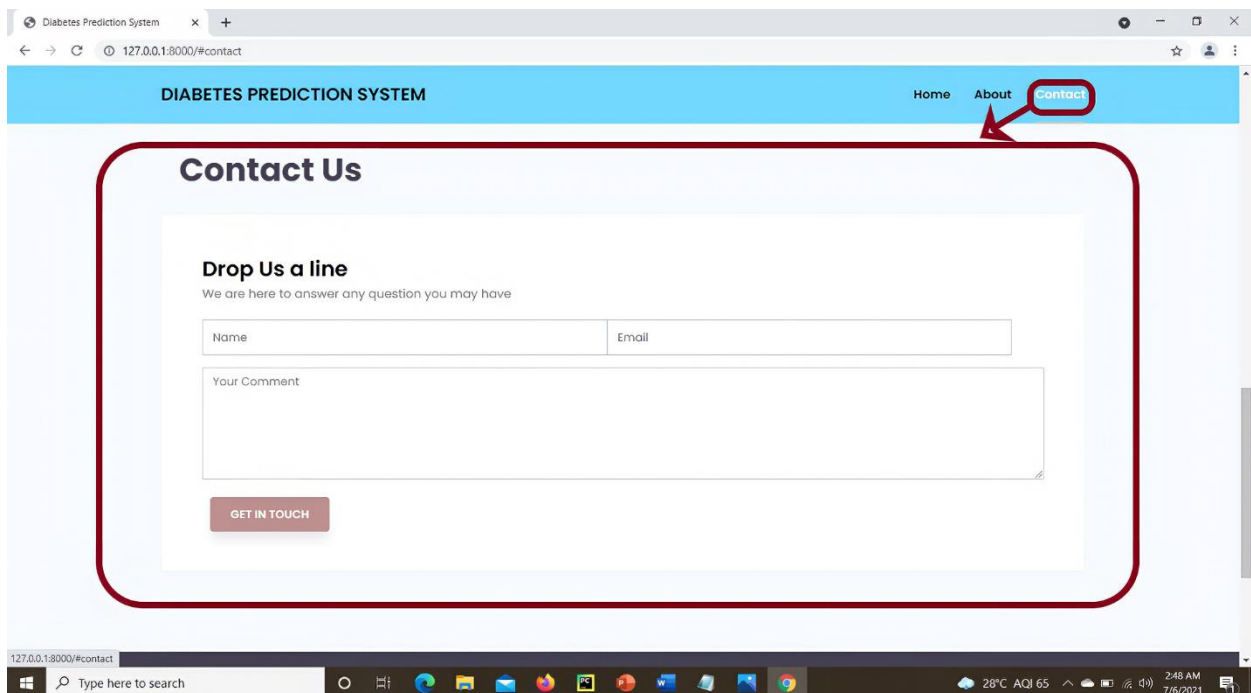 Diabetes Prediction System
127.0.0.1:8000/#contact
DIABETES PREDICTION SYSTEM Home About Contact
Contact Us
Drop Us a line
We are here to answer any question you may have
Name Email
Your Comment
GET IN TOUCH
127.0.0.1:8000/#contact
Type here to search PC P W 28°C AQI 65 2:48 AM
7/6/2021